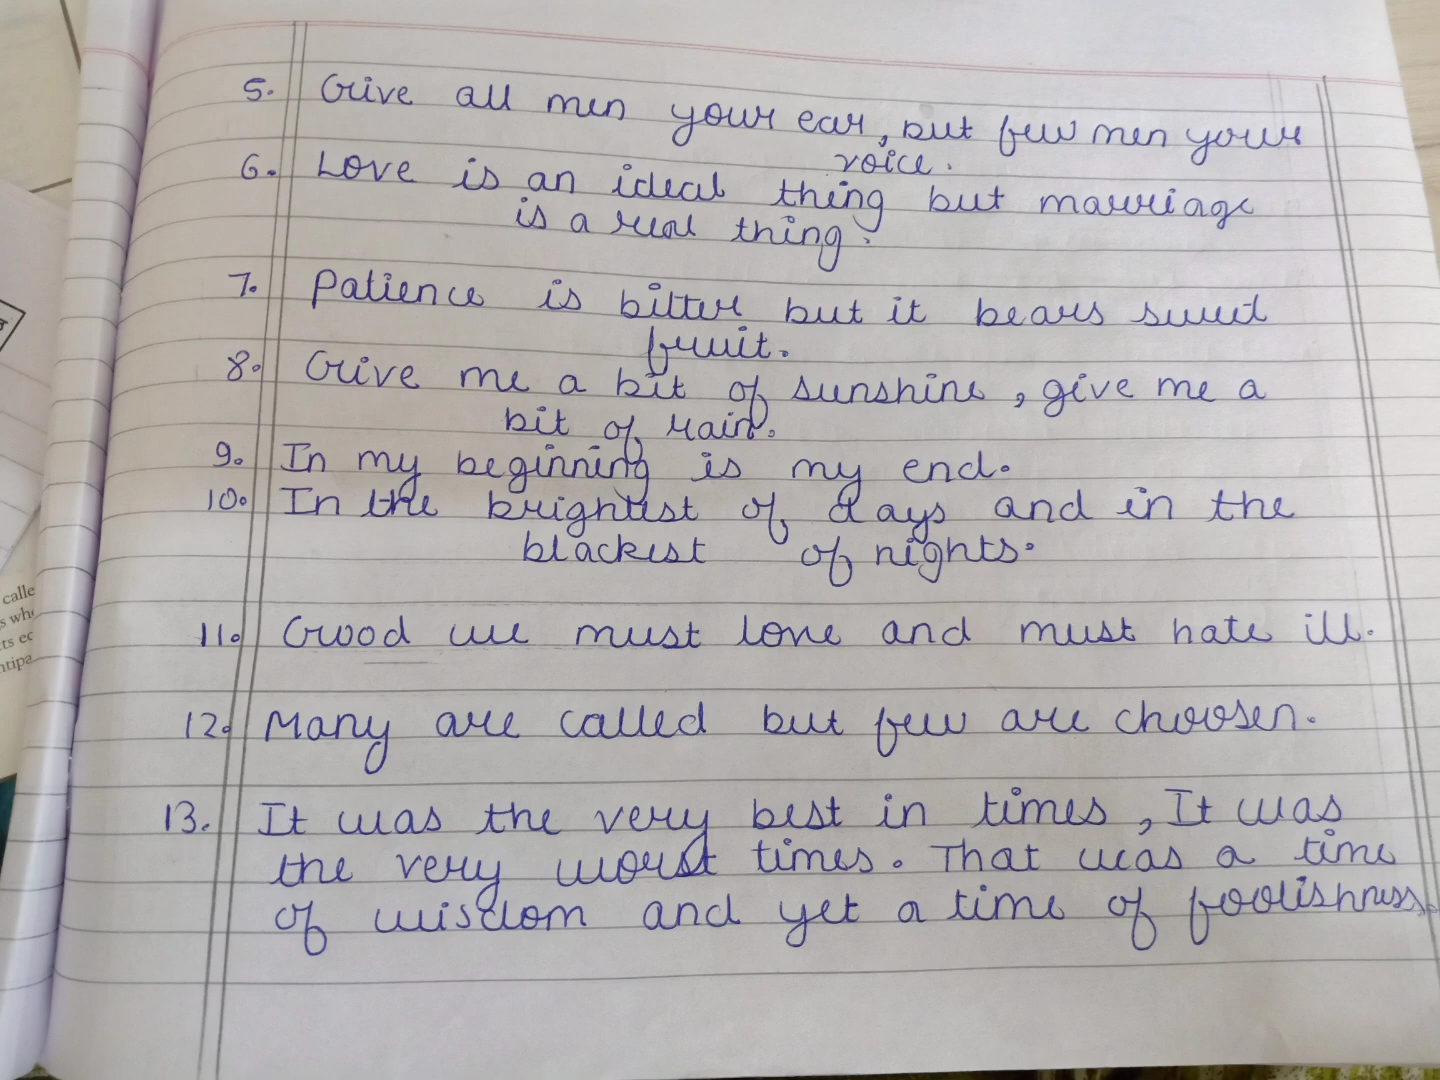 5. Give all men your ear, but few men your
voice.
6. Love is an ideal thing but marriage
is a real thing.
7. Patience is bitter but it bears sweet
fruit.
8. Give me a bit of sunshine, give me a
bit of rain.
9. In my beginning is my end.
10. In the brightest of days and in the
blackest of nights.
11. Good we must love and must hate ill.
12. Many are called but few are choosen.
13. It was the very best in times, It was
the very worst times. That was a time
of wisdom and yet a time of foolishness.
calle
s wh
ts ec
ntipa